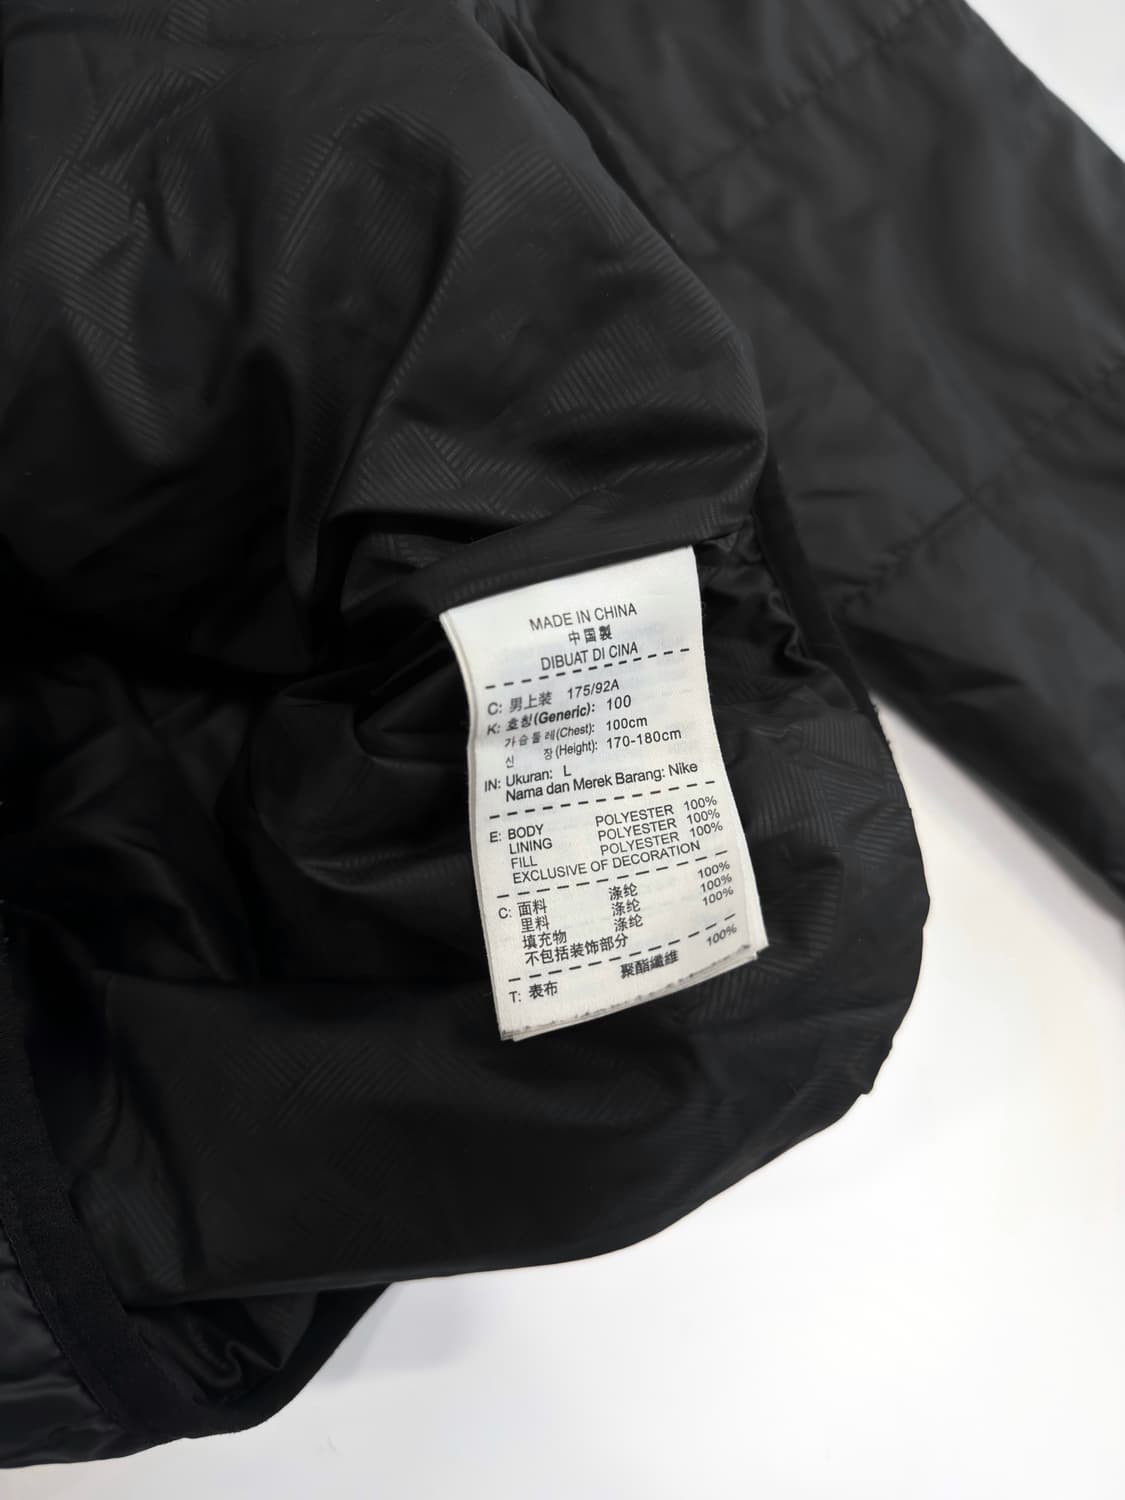 MADE IN CHINA
中国製
DIBUAT DI CINA
C: 男上装 175/92A
K: 호칭(Generic): 100
가슴둘레(Chest): 100cm
신 장(Height): 170-180cm
IN: Ukuran: L
Nama dan Merek Barang: Nike
E: BODY POLYESTER 100%
LINING POLYESTER 100%
FILL POLYESTER 100%
EXCLUSIVE OF DECORATION
C: 面料 涤纶 100%
里料 涤纶 100%
填充物 涤纶 100%
不包括装饰部分
T: 表布 聚酯纖維 100%